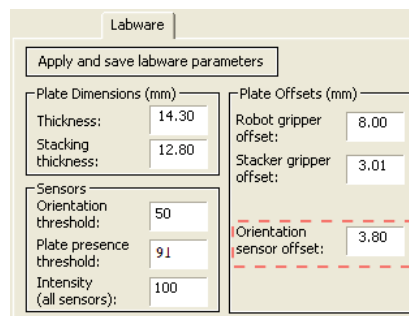 Labware
Apply and save labware parameters
Plate Dimensions (mm)
Thickness: 14.30
Stacking
thickness: 12.80
Sensors
Orientation
threshold: 50
Plate presence
threshold: 91
Intensity
(all sensors): 100
Plate Offsets (mm)
Robot gripper
offset: 8.00
Stacker gripper
offset: 3.01
Orientation
sensor offset: 3.80